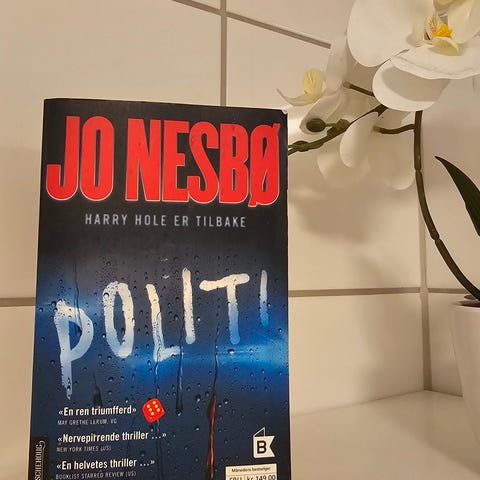 JO NESBØ
HARRY HOLE ER TILBAKE
POLITI
«En ren triumfferd»
MAY GRETHE LERUM, VG
«Nervepirrende thriller ...»
NEW YORK TIMES (US)
«En helvetes thriller ...»
BOOKLIST STARRED REVIEW (US)
B
Månedens bestselger
kr 149,00